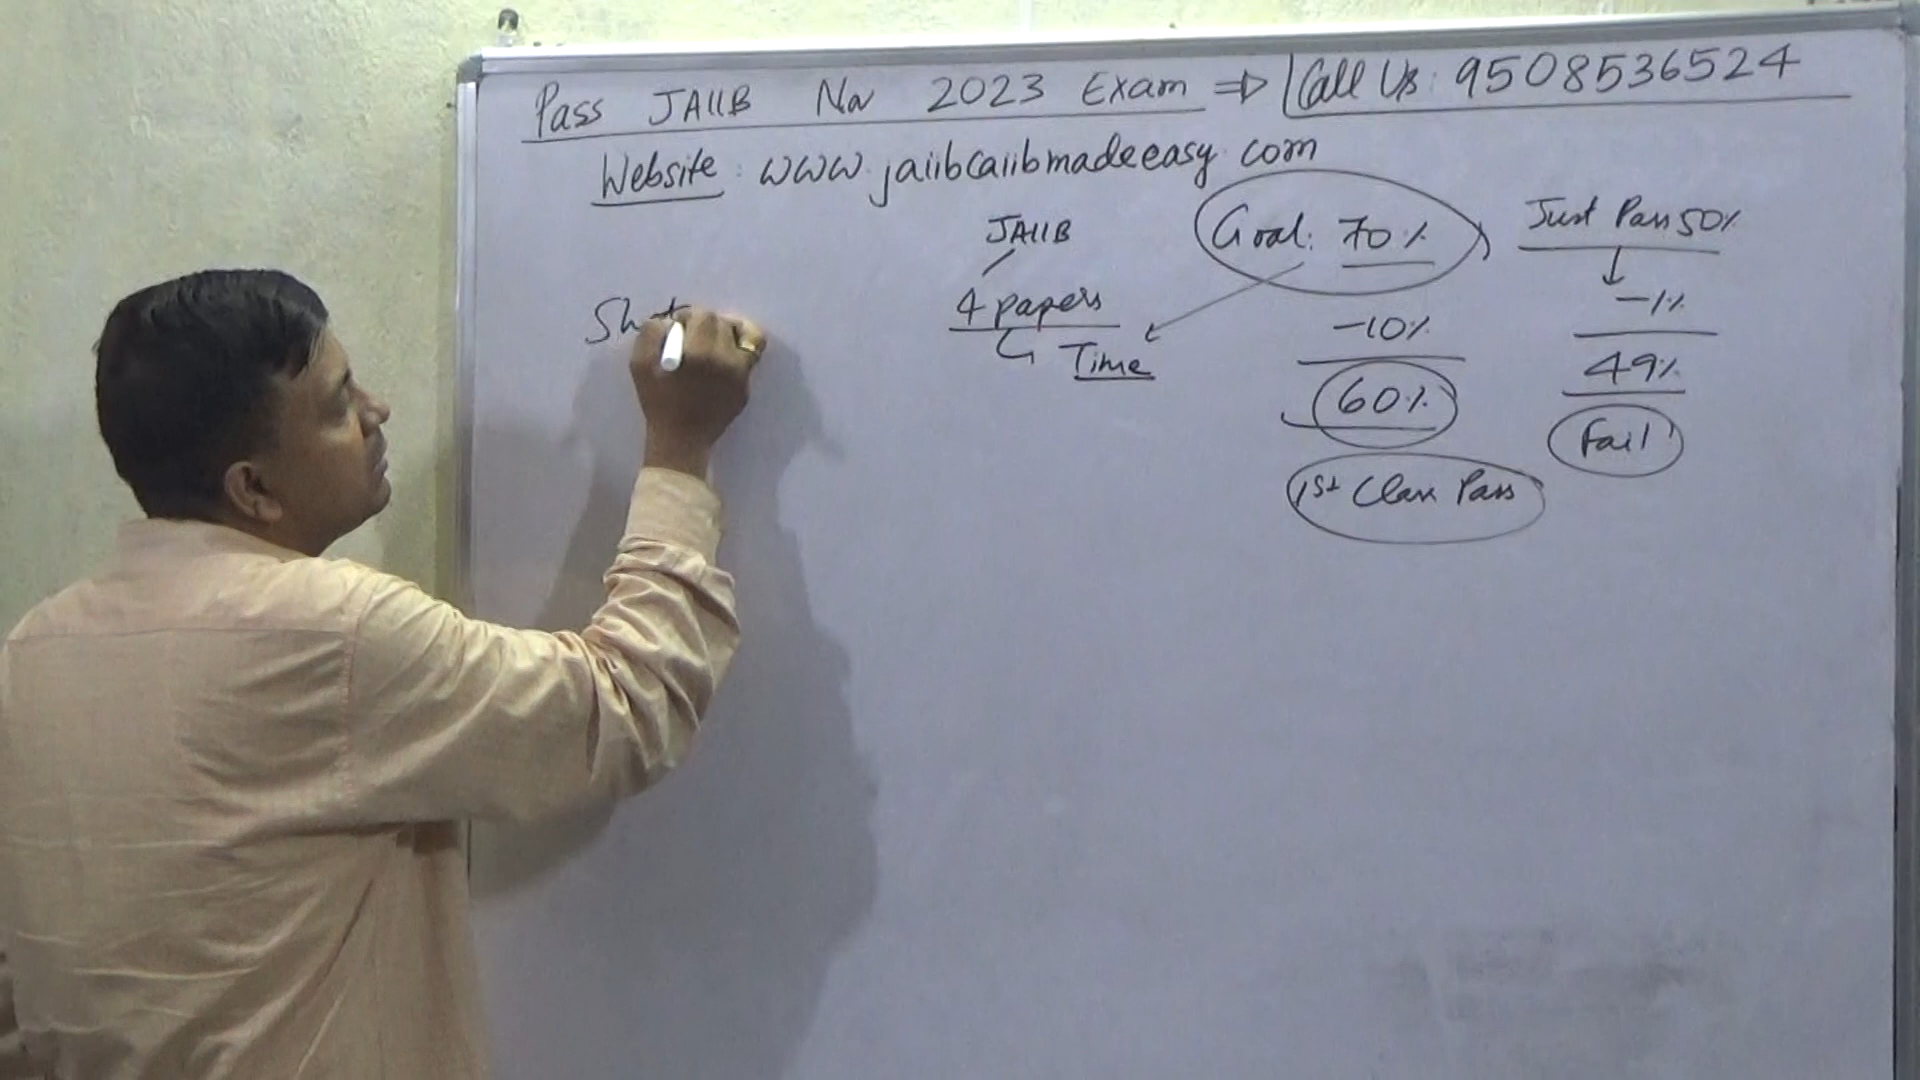 Pass JAIIB Nov 2023 Exam ⇒ Call Us: 9508536524
Website: www.jaiibcaiibmadeeasy.com
JAIIB
4 papers
Time
Goal: 70%
-10%
60%
1st Class Pass
Just Pass 50%
-1%
49%
Fail